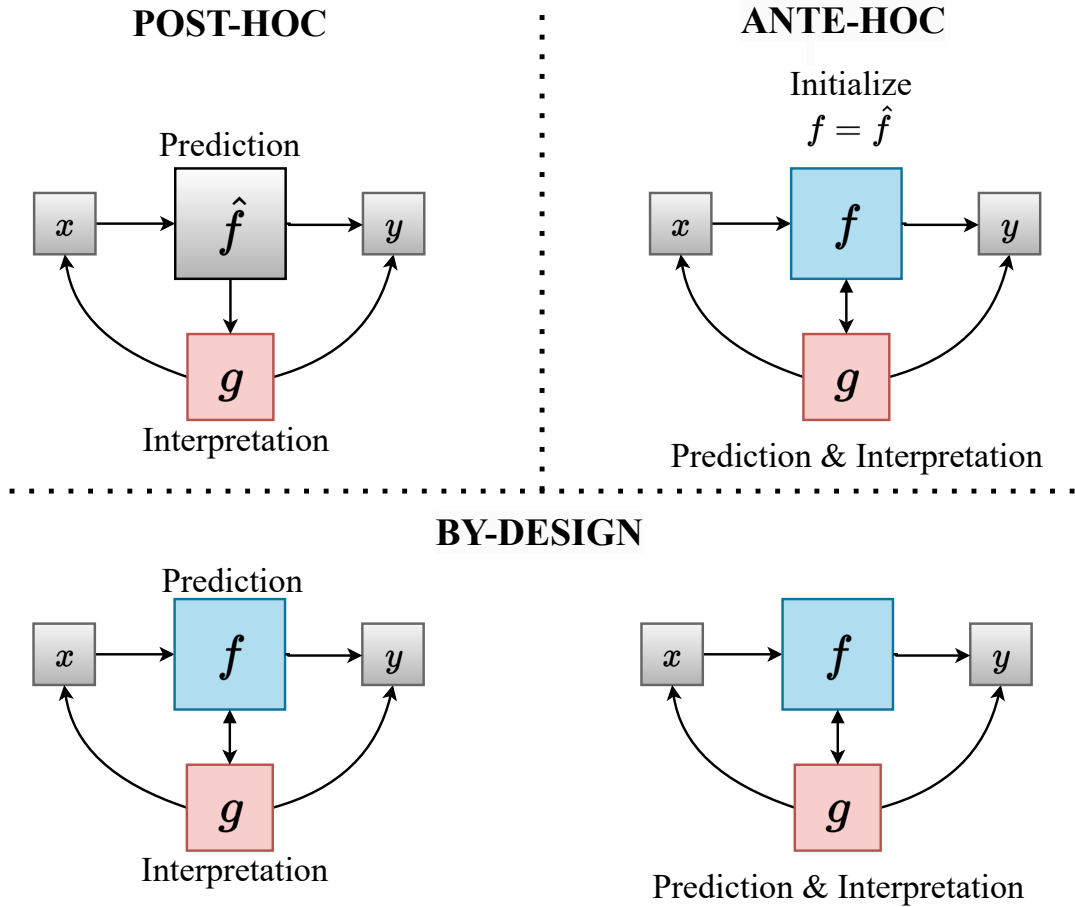 POST-HOC
Prediction
x
f̂
y
g
Interpretation
ANTE-HOC
Initialize
f = f̂
x
f
y
g
Prediction & Interpretation
BY-DESIGN
Prediction
x
f
y
g
Interpretation
x
f
y
g
Prediction & Interpretation